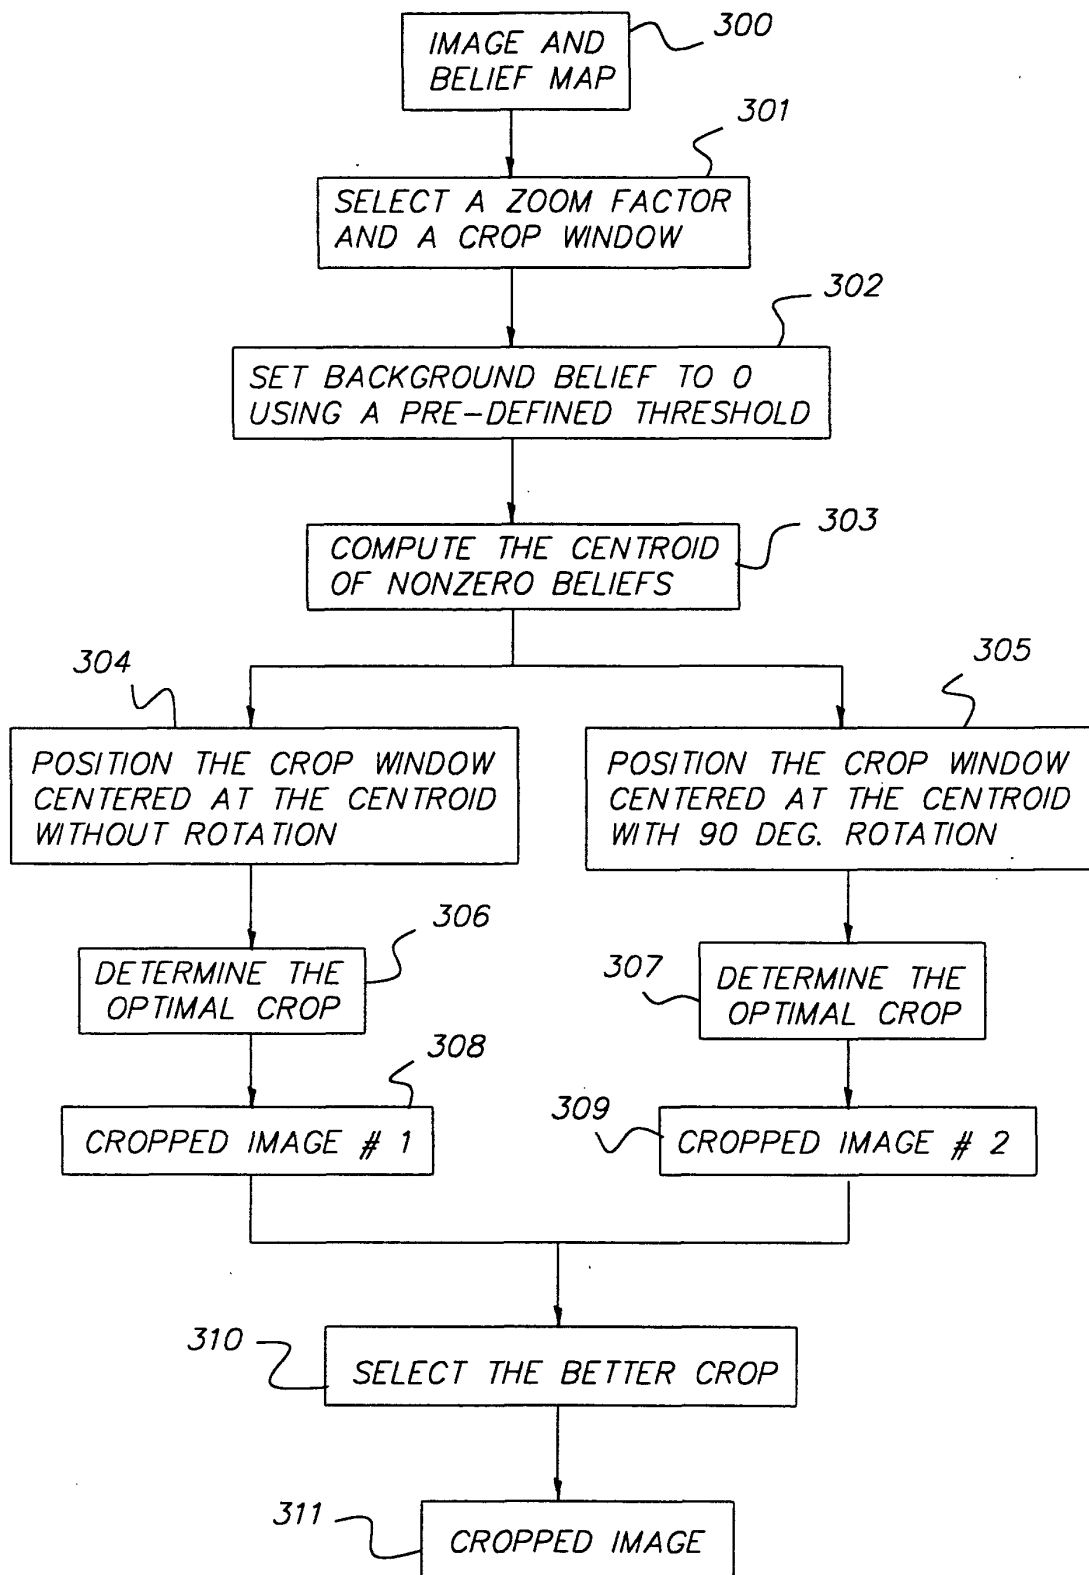 300
IMAGE AND
BELIEF MAP
301
SELECT A ZOOM FACTOR
AND A CROP WINDOW
302
SET BACKGROUND BELIEF TO 0
USING A PRE-DEFINED THRESHOLD
303
COMPUTE THE CENTROID
OF NONZERO BELIEFS
304
POSITION THE CROP WINDOW
CENTERED AT THE CENTROID
WITHOUT ROTATION
305
POSITION THE CROP WINDOW
CENTERED AT THE CENTROID
WITH 90 DEG. ROTATION
306
DETERMINE THE
OPTIMAL CROP
307
DETERMINE THE
OPTIMAL CROP
308
CROPPED IMAGE # 1
309
CROPPED IMAGE # 2
310
SELECT THE BETTER CROP
311
CROPPED IMAGE